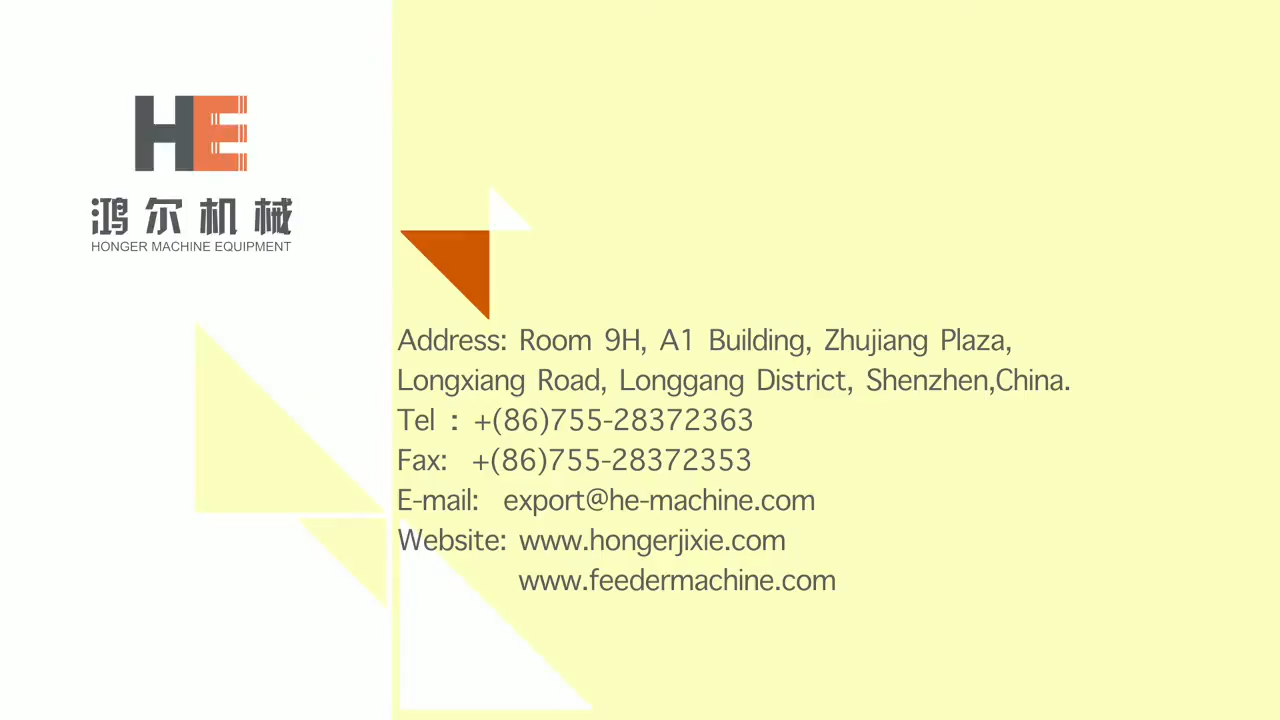 HE
鸿尔机械
HONGER MACHINE EQUIPMENT
Address: Room 9H, A1 Building, Zhujiang Plaza,
Longxiang Road, Longgang District, Shenzhen,China.
Tel : +(86)755-28372363
Fax: +(86)755-28372353
E-mail: export@he-machine.com
Website: www.hongerjixie.com
www.feedermachine.com